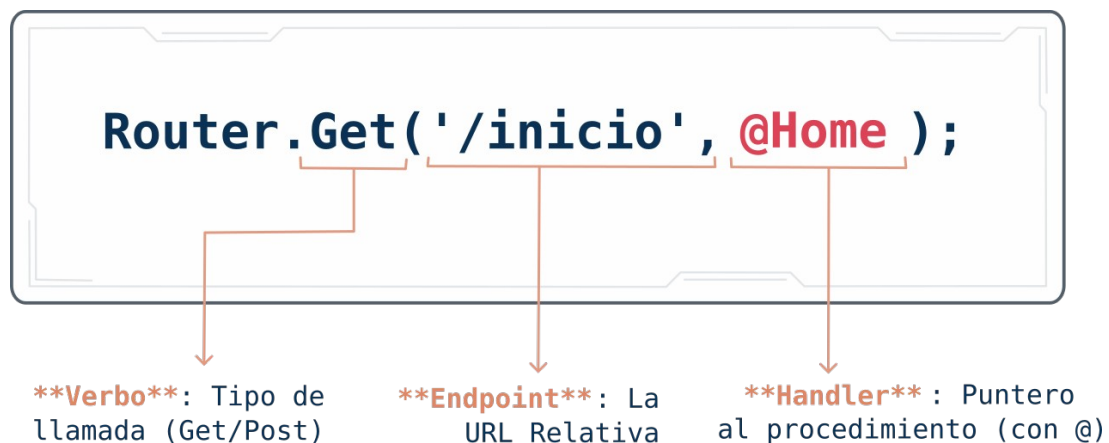 Router.Get('/inicio', @Home );
**Verbo**: Tipo de
llamada (Get/Post)
**Endpoint**: La
URL Relativa
**Handler**: Puntero
al procedimiento (con @)